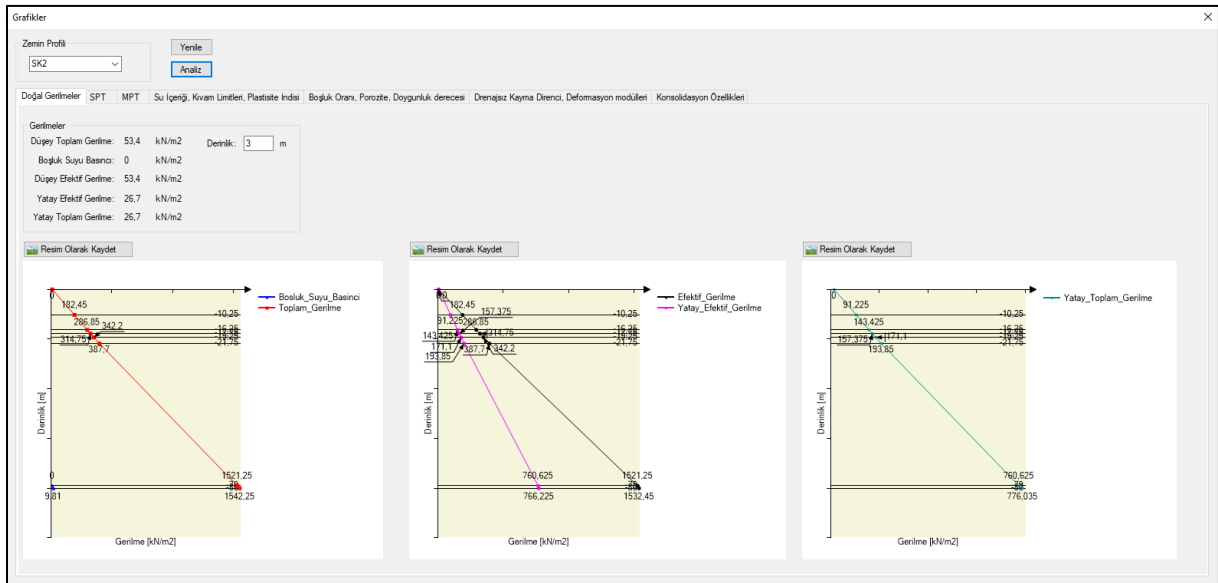 Grafikler
Zemin Profili
SK2
Yenile
Analiz
Doğal Gerilmeler SPT MPT Su İçeriği, Kıvam Limitleri, Plastisite İndisi Boşluk Oranı, Porozite, Doygunluk derecesi Drenajsız Kayma Direnci, Deformasyon modülleri Konsolidasyon Özellikleri
Gerilmeler
Düşey Toplam Gerilme: 53,4 kN/m2 Derinlik: 3 m
Boşluk Suyu Basıncı: 0 kN/m2
Düşey Efektif Gerilme: 53,4 kN/m2
Yatay Efektif Gerilme: 26,7 kN/m2
Yatay Toplam Gerilme: 26,7 kN/m2
Resim Olarak Kaydet
0
182,45
286,85
342,2
314,75
387,7
-10,25
-21,75
0
1521,25
9,81
1542,25
Derinlik [m]
Gerilme [kN/m2]
Bosluk_Suyu_Basinci
Toplam_Gerilme
Resim Olarak Kaydet
182,45
157,375
91,225
286,85
314,75
143,425
171,1
387,7
342,2
193,85
-10,25
-21,75
760,625
1521,25
766,225
1532,45
Derinlik [m]
Gerilme [kN/m2]
Efektif_Gerilme
Yatay_Efektif_Gerilme
Resim Olarak Kaydet
0
91,225
143,425
157,375
171,1
193,85
-10,25
-21,75
760,625
776,035
Derinlik [m]
Gerilme [kN/m2]
Yatay_Toplam_Gerilme